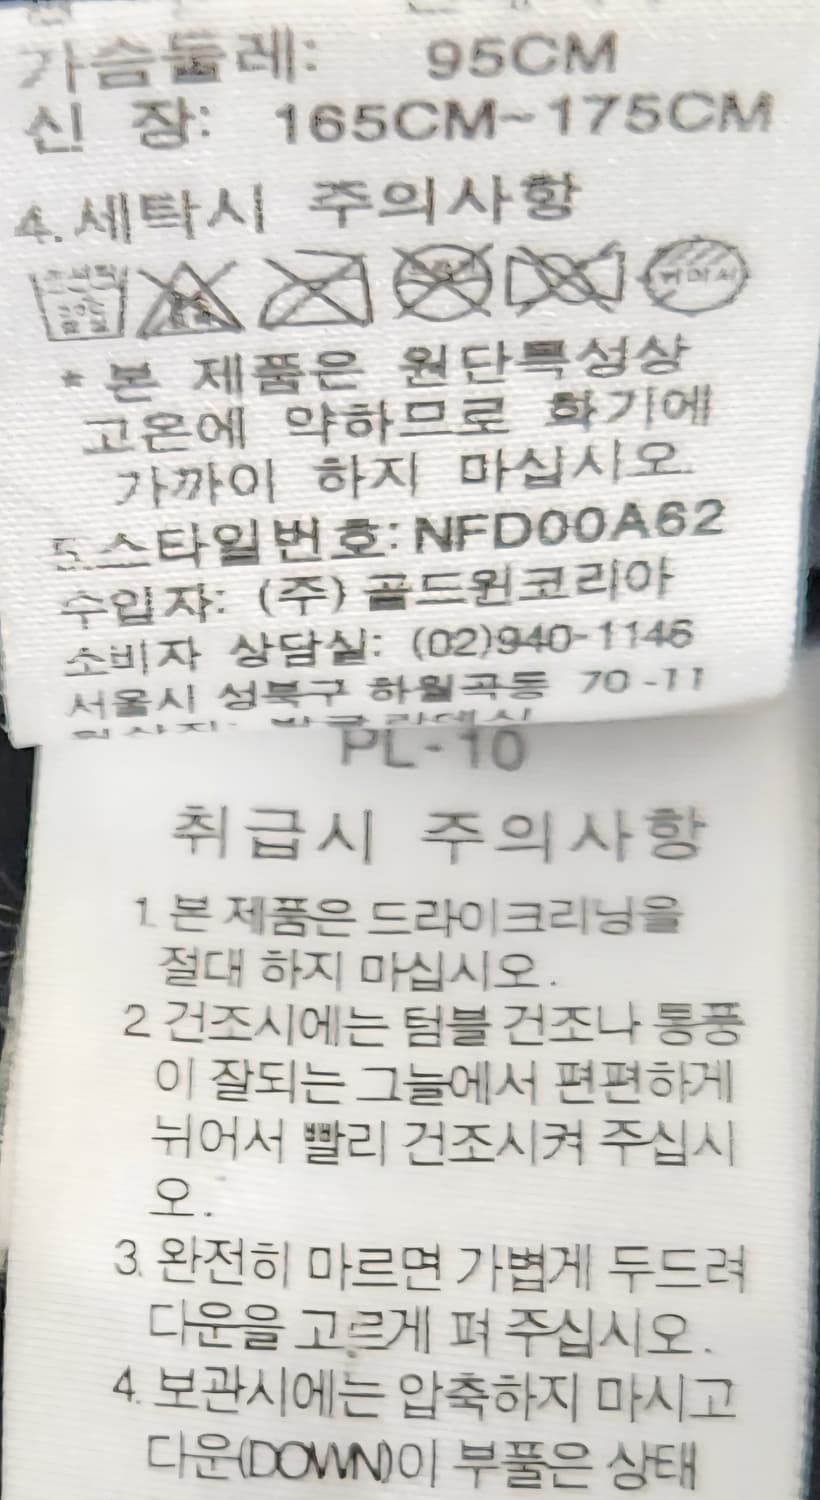 가슴둘레: 95CM
신 장: 165CM~175CM
4.세탁시 주의사항
* 본 제품은 원단특성상
고온에 약하므로 화기에
가까이 하지 마십시오.
5.스타일번호:NFD00A62
수입자: (주)골드윈코리아
소비자 상담실: (02)940-1146
서울시 성북구 하월곡동 70-11
PL-10
취급시 주의사항
1. 본 제품은 드라이크리닝을
절대 하지 마십시오.
2 건조시에는 텀블 건조나 통풍
이 잘되는 그늘에서 편편하게
뉘어서 빨리 건조시켜 주십시
오.
3. 완전히 마르면 가볍게 두드려
다운을 고르게 펴 주십시오.
4. 보관시에는 압축하지 마시고
다운(DOWN)이 부풀은 상태